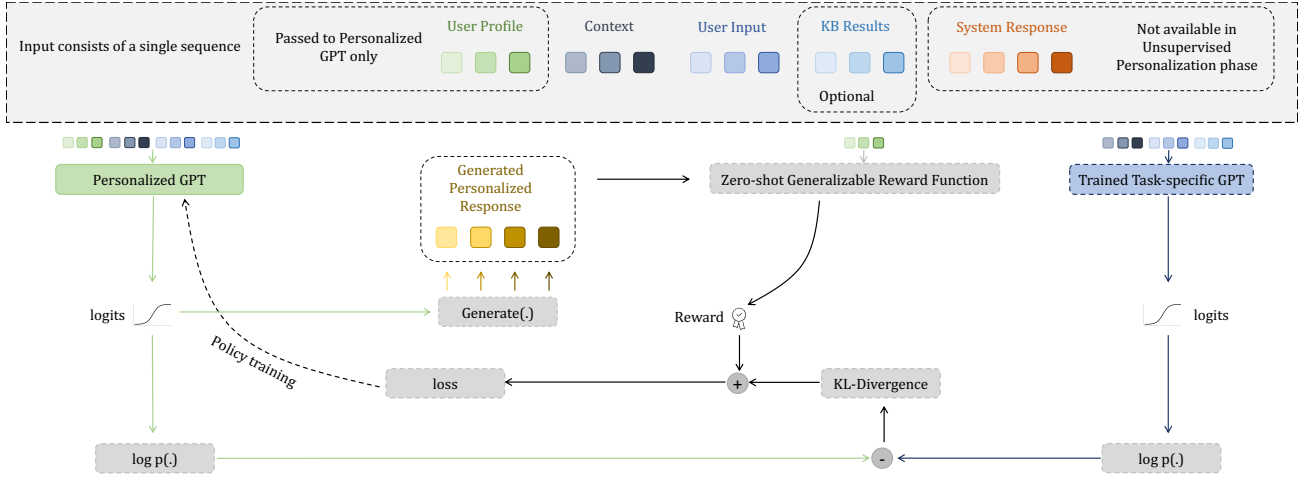 Input consists of a single sequence
Passed to Personalized
GPT only
User Profile
Context
User Input
KB Results
Optional
System Response
Not available in
Unsupervised
Personalization phase
Personalized GPT
Generated
Personalized
Response
Zero-shot Generalizable Reward Function
Trained Task-specific GPT
logits
Generate(.)
Reward
logits
Policy training
loss
+
KL-Divergence
log p(.)
-
log p(.)